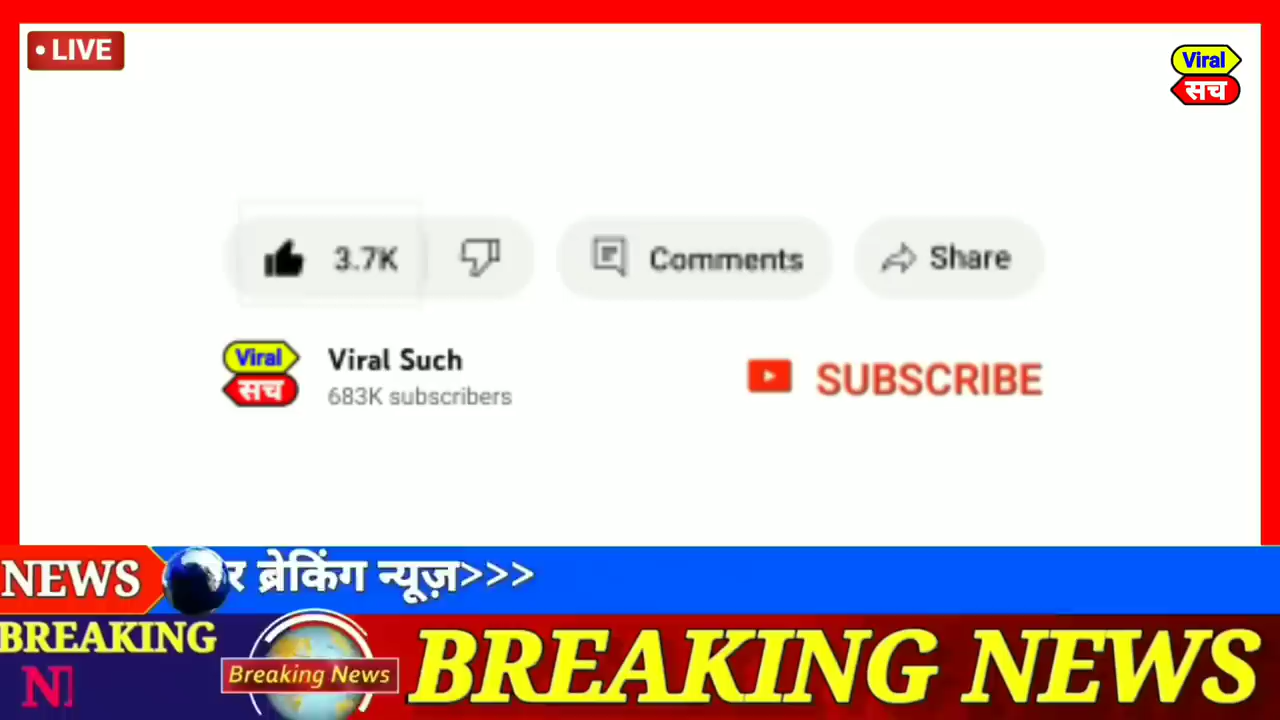 • LIVE
Viral
सच
3.7K
Comments
Share
Viral
सच
Viral Such
683K subscribers
SUBSCRIBE
NEWS
र ब्रेकिंग न्यूज़>>>
BREAKING
N
Breaking News
BREAKING NEWS